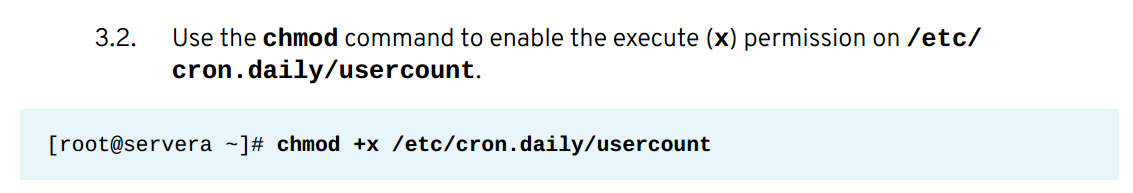 3.2. Use the chmod command to enable the execute (x) permission on /etc/
cron.daily/usercount.
[root@servera ~]# chmod +x /etc/cron.daily/usercount